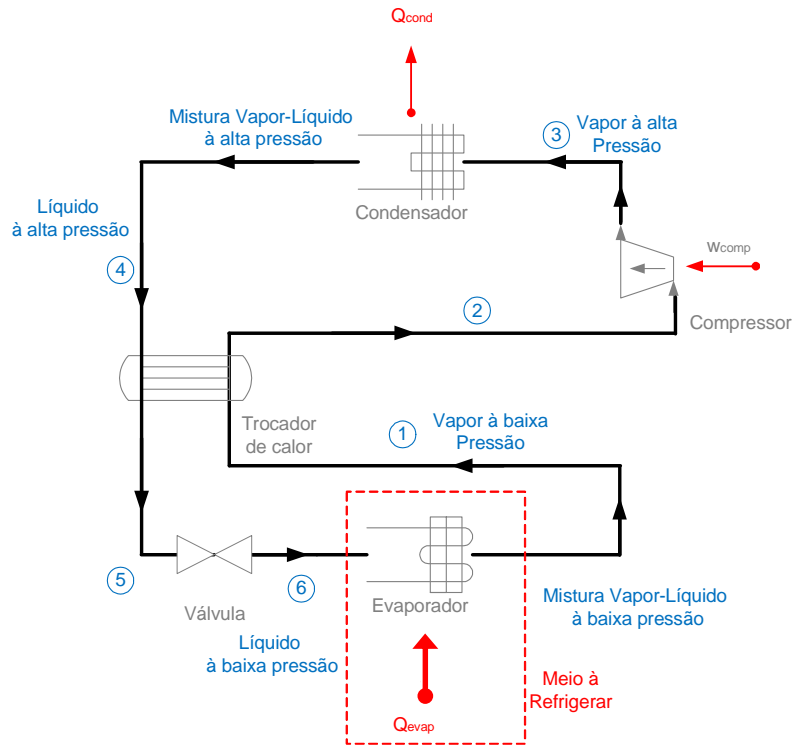 Qcond
Mistura Vapor-Líquido
à alta pressão
3
Vapor à alta
Pressão
Condensador
Líquido
à alta pressão
4
wcomp
2
Compressor
Trocador
de calor
1
Vapor à baixa
Pressão
5
6
Válvula
Evaporador
Mistura Vapor-Líquido
à baixa pressão
Líquido
à baixa pressão
Meio à
Refrigerar
Qevap